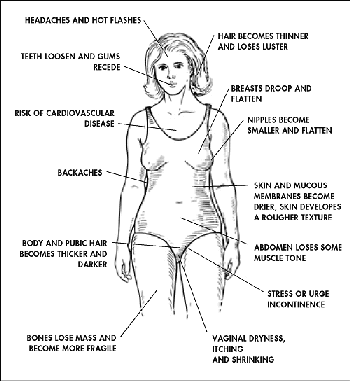 HEADACHES AND HOT FLASHES
HAIR BECOMES THINNER
AND LOSES LUSTER
TEETH LOOSEN AND GUMS
RECEDE
BREASTS DROOP AND
FLATTEN
RISK OF CARDIOVASCULAR
DISEASE
NIPPLES BECOME
SMALLER AND FLATTEN
BACKACHES
SKIN AND MUCOUS
MEMBRANES BECOME
DRIER, SKIN DEVELOPS
A ROUGHER TEXTURE
BODY AND PUBIC HAIR
BECOMES THICKER AND
DARKER
ABDOMEN LOSES SOME
MUSCLE TONE
STRESS OR URGE
INCONTINENCE
BONES LOSE MASS AND
BECOME MORE FRAGILE
VAGINAL DRYNESS,
ITCHING
AND SHRINKING